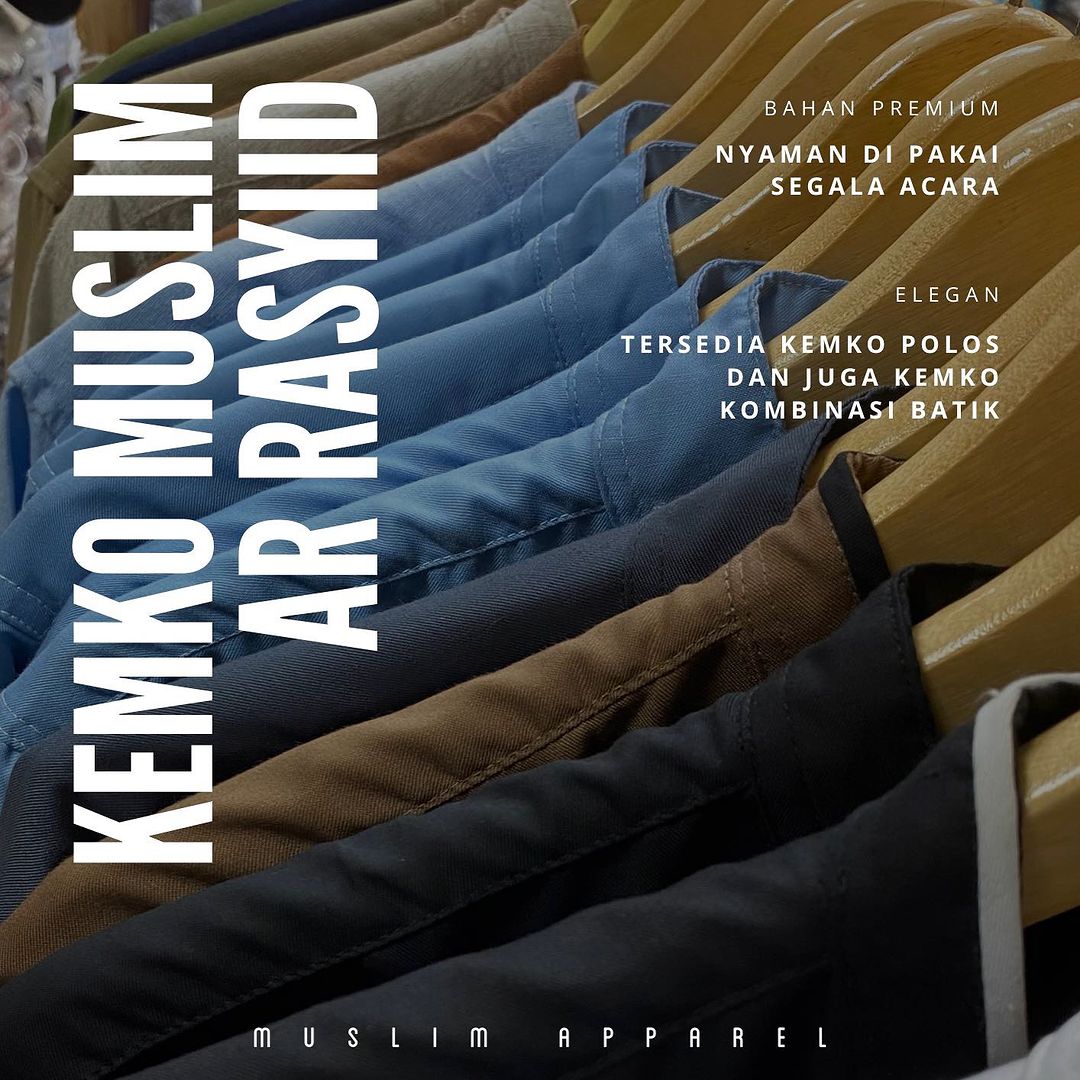 KEMKO MUSLIM
AR RASYIID
BAHAN PREMIUM
NYAMAN DI PAKAI
SEGALA ACARA
ELEGAN
TERSEDIA KEMKO POLOS
DAN JUGA KEMKO
KOMBINASI BATIK
MUSLIM APPAREL